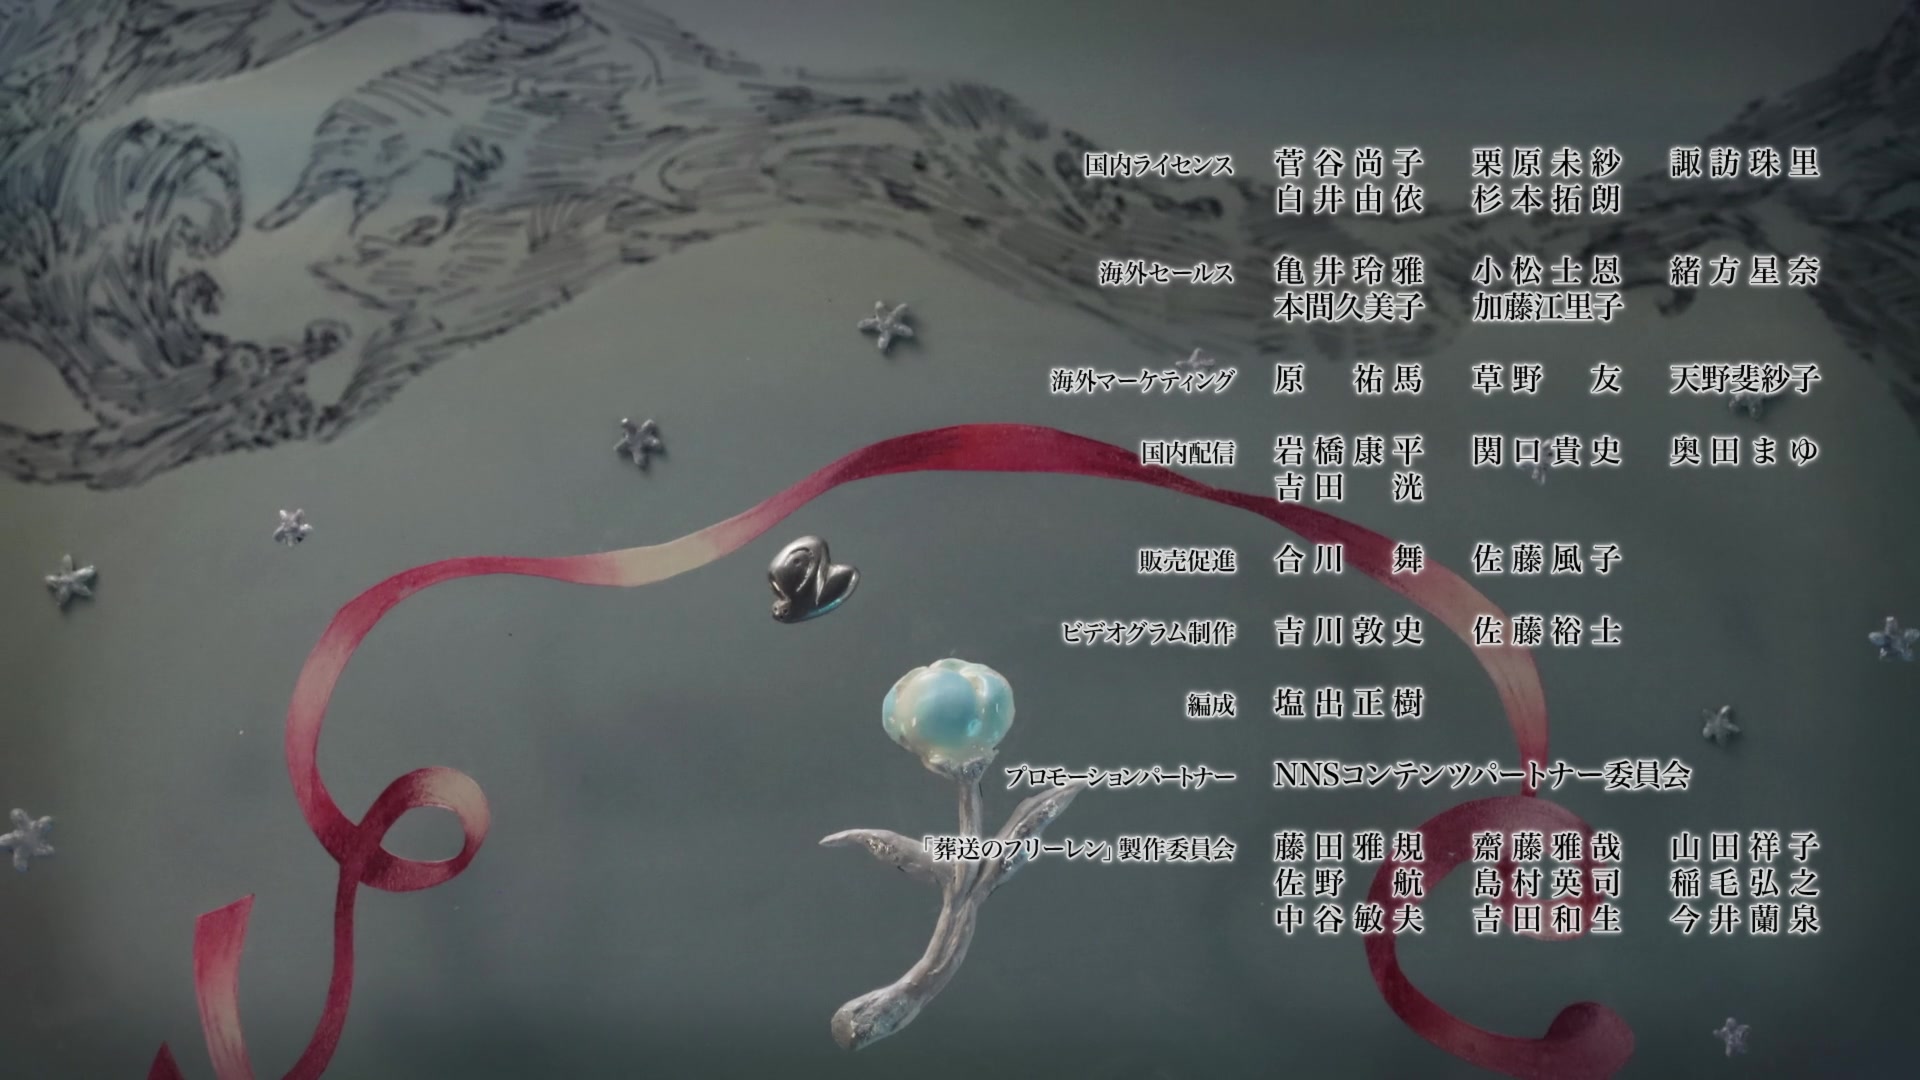 国内ライセンス 菅谷尚子 栗原未紗 諏訪珠里
白井由依 杉本拓朗
海外セールス 亀井玲雅 小松士恩 緒方星奈
本間久美子 加藤江里子
海外マーケティング 原 祐馬 草野 友 天野斐紗子
国内配信 岩橋康平 関口貴史 奥田まゆ
吉田 洸
販売促進 合川 舞 佐藤風子
ビデオグラム制作 吉川敦史 佐藤裕士
編成 塩出正樹
プロモーションパートナー NNSコンテンツパートナー委員会
「葬送のフリーレン」製作委員会 藤田雅規 齋藤雅哉 山田祥子
佐野 航 島村英司 稲毛弘之
中谷敏夫 吉田和生 今井蘭泉